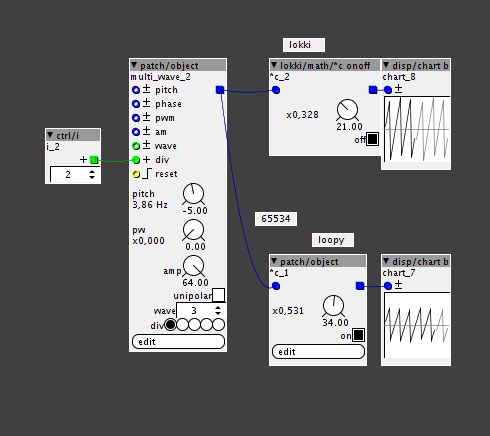 lokki
patch/object
multi_wave_2
pitch
phase
pwm
am
wave
div
reset
pitch
3,86 Hz
-5.00
pw
x0,000
0.00
amp
64.00
unipolar
wave 3
div
edit
lokki/math/*c onoff
*c_2
x0,328
21.00
off
disp/chart b
chart_8
ctrl/i
i_2
2
65534
loopy
patch/object
*c_1
x0,531
34.00
on
edit
disp/chart b
chart_7